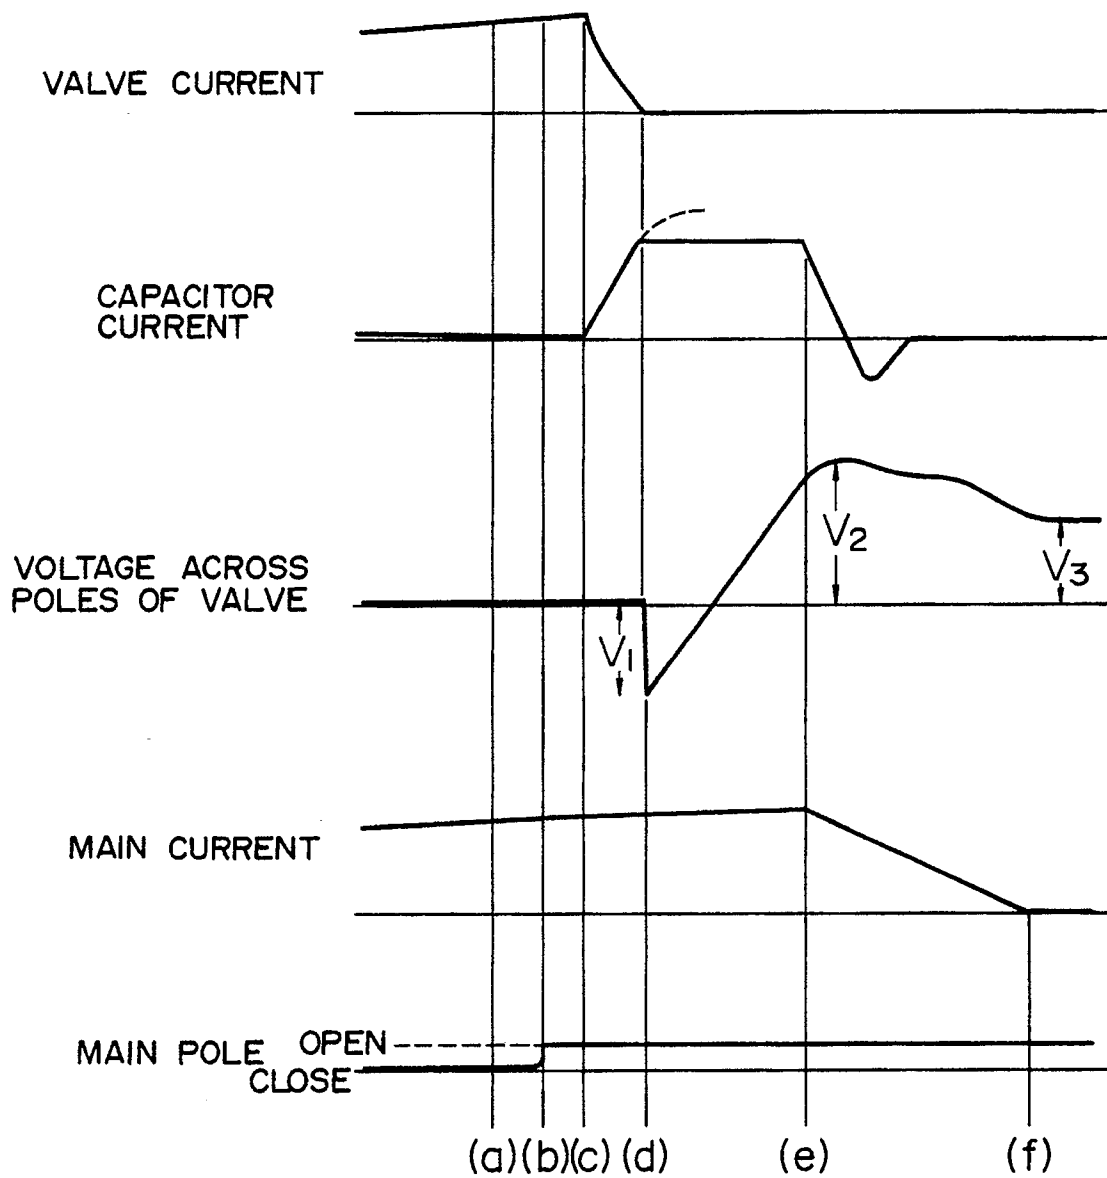 VALVE CURRENT
CAPACITOR
CURRENT
V2
VOLTAGE ACROSS
POLES OF VALVE
V3
V1
MAIN CURRENT
MAIN POLE OPEN
CLOSE
(a) (b) (c) (d) (e) (f)